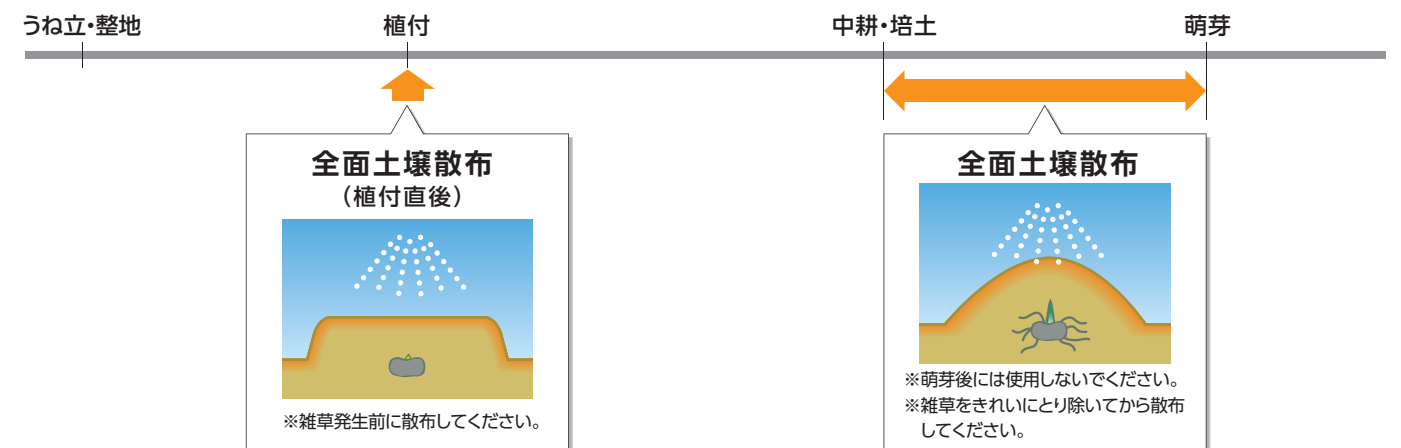 うね立・整地
植付
中耕・培土
萌芽
全面土壌散布
（植付直後）
※雑草発生前に散布してください。
全面土壌散布
※萌芽後には使用しないでください。
※雑草をきれいにとり除いてから散布
してください。